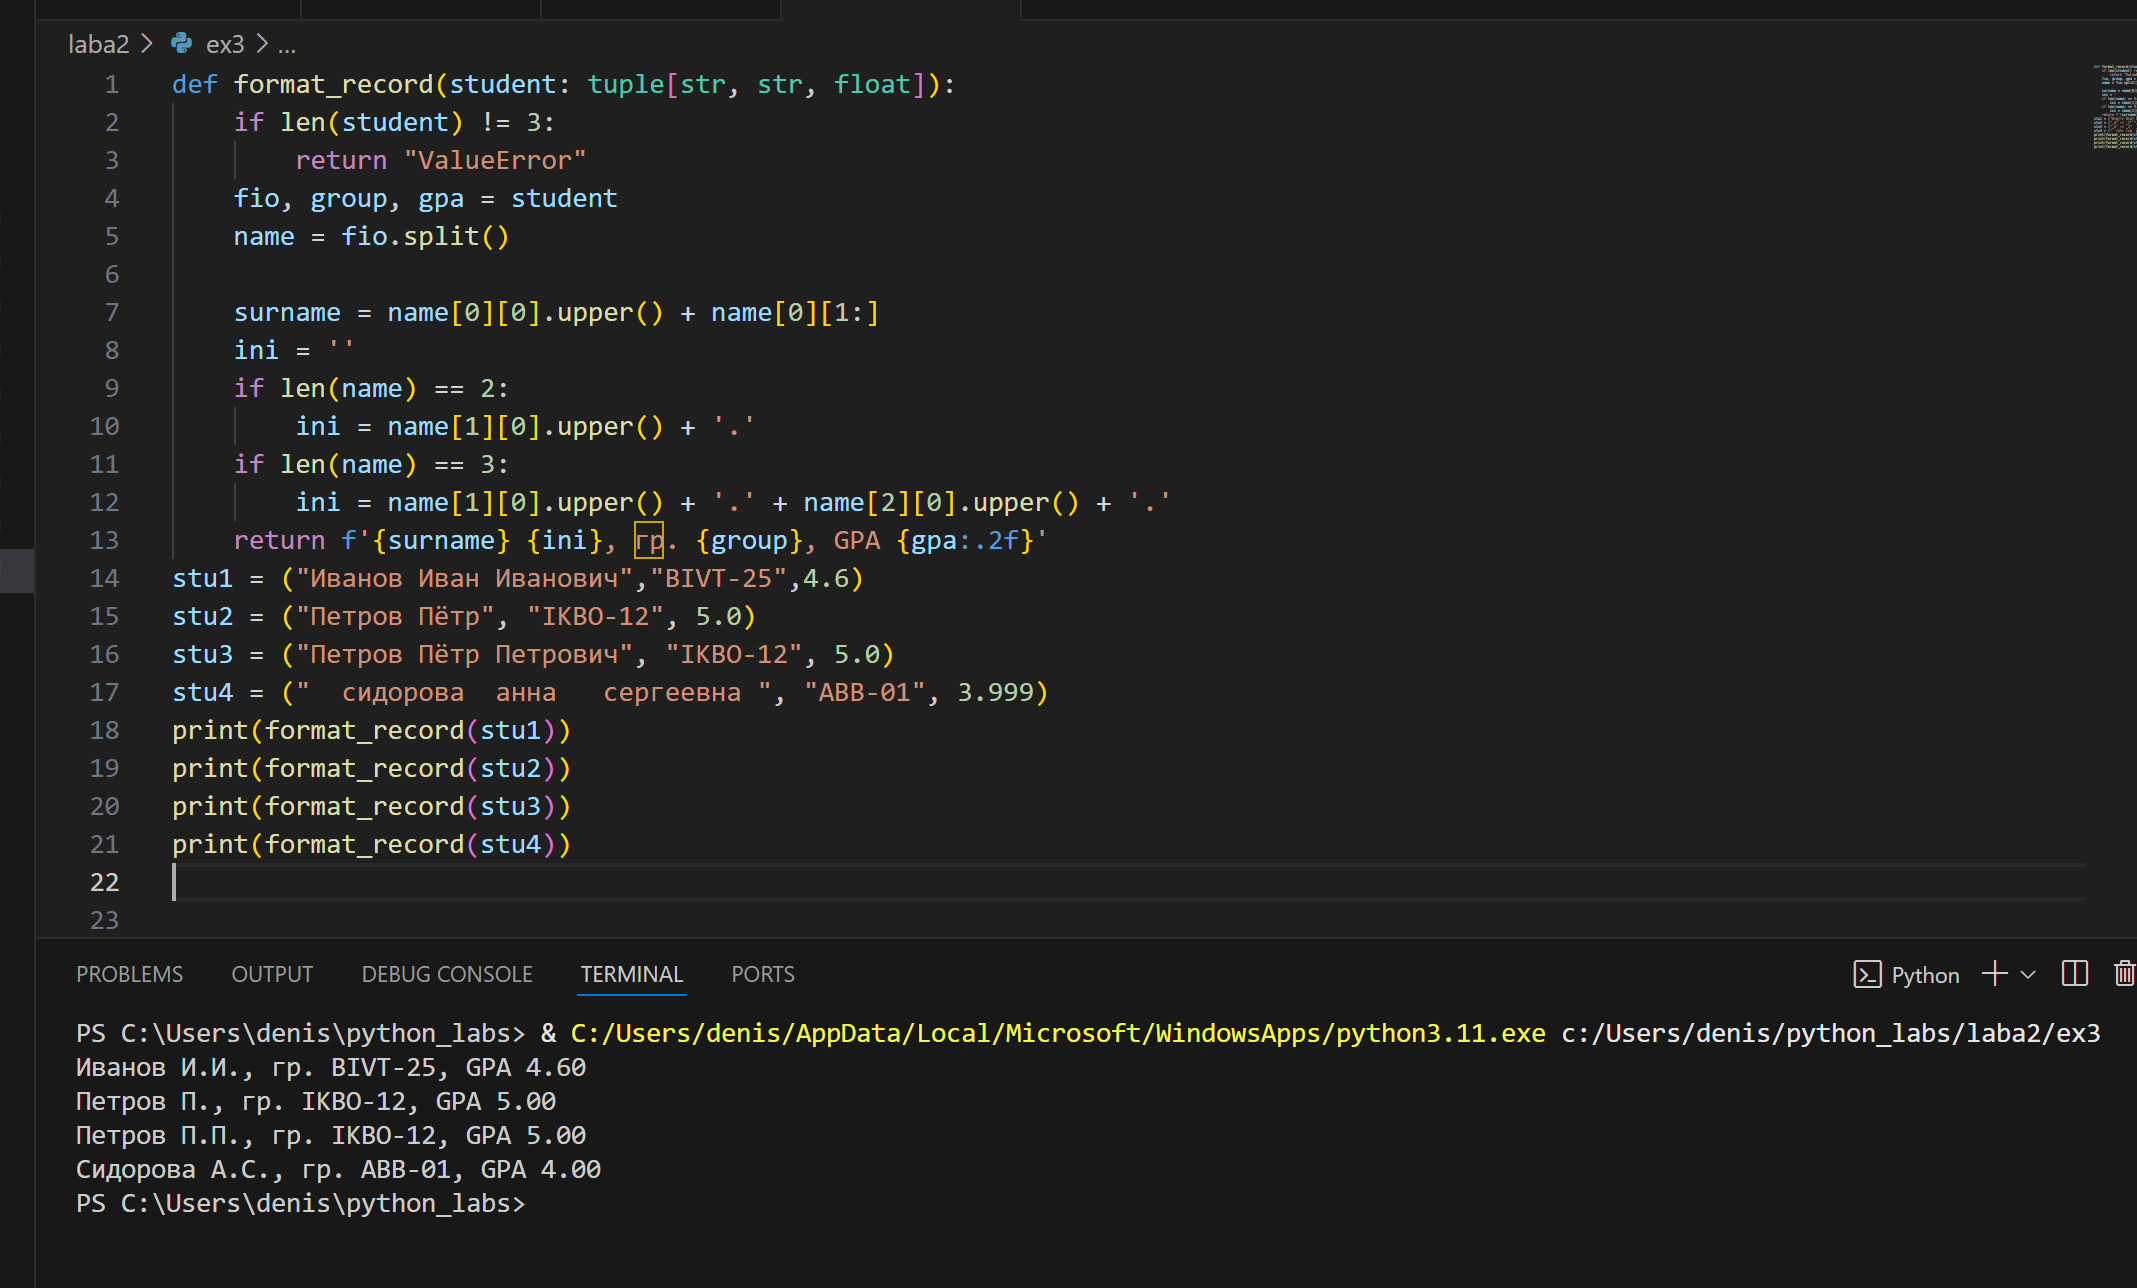 laba2 > ex3 > ...
1 def format_record(student: tuple[str, str, float]):
2     if len(student) != 3:
3         return "ValueError"
4     fio, group, gpa = student
5     name = fio.split()
6
7     surname = name[0][0].upper() + name[0][1:]
8     ini = ''
9     if len(name) == 2:
10         ini = name[1][0].upper() + '.'
11     if len(name) == 3:
12         ini = name[1][0].upper() + '.' + name[2][0].upper() + '.'
13     return f'{surname} {ini}, гр. {group}, GPA {gpa:.2f}'
14 stu1 = ("Иванов Иван Иванович","BIVT-25",4.6)
15 stu2 = ("Петров Пётр", "IKBO-12", 5.0)
16 stu3 = ("Петров Пётр Петрович", "IKBO-12", 5.0)
17 stu4 = ("  сидорова  анна   сергеевна ", "ABB-01", 3.999)
18 print(format_record(stu1))
19 print(format_record(stu2))
20 print(format_record(stu3))
21 print(format_record(stu4))
22
23
PROBLEMS OUTPUT DEBUG CONSOLE TERMINAL PORTS Python
PS C:\Users\denis\python_labs> & C:/Users/denis/AppData/Local/Microsoft/WindowsApps/python3.11.exe c:/Users/denis/python_labs/laba2/ex3
Иванов И.И., гр. BIVT-25, GPA 4.60
Петров П., гр. IKBO-12, GPA 5.00
Петров П.П., гр. IKBO-12, GPA 5.00
Сидорова А.С., гр. ABB-01, GPA 4.00
PS C:\Users\denis\python_labs>